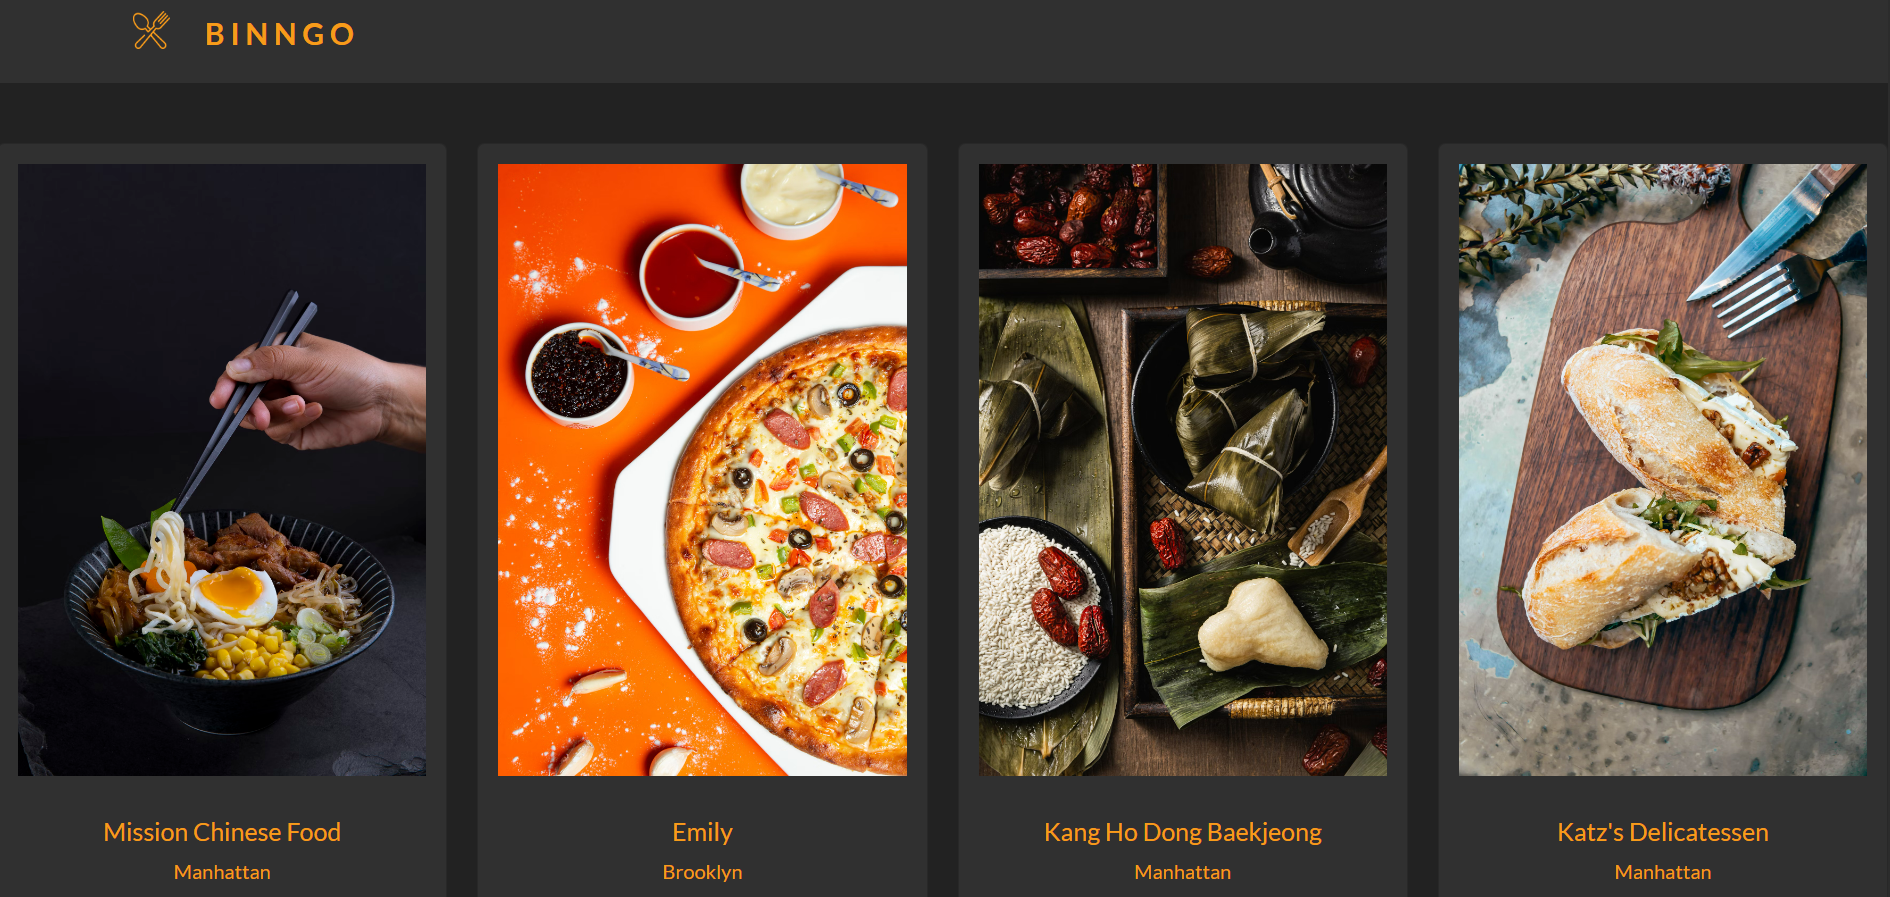 BINNGO
Mission Chinese Food
Manhattan
Emily
Brooklyn
Kang Ho Dong Baekjeong
Manhattan
Katz's Delicatessen
Manhattan